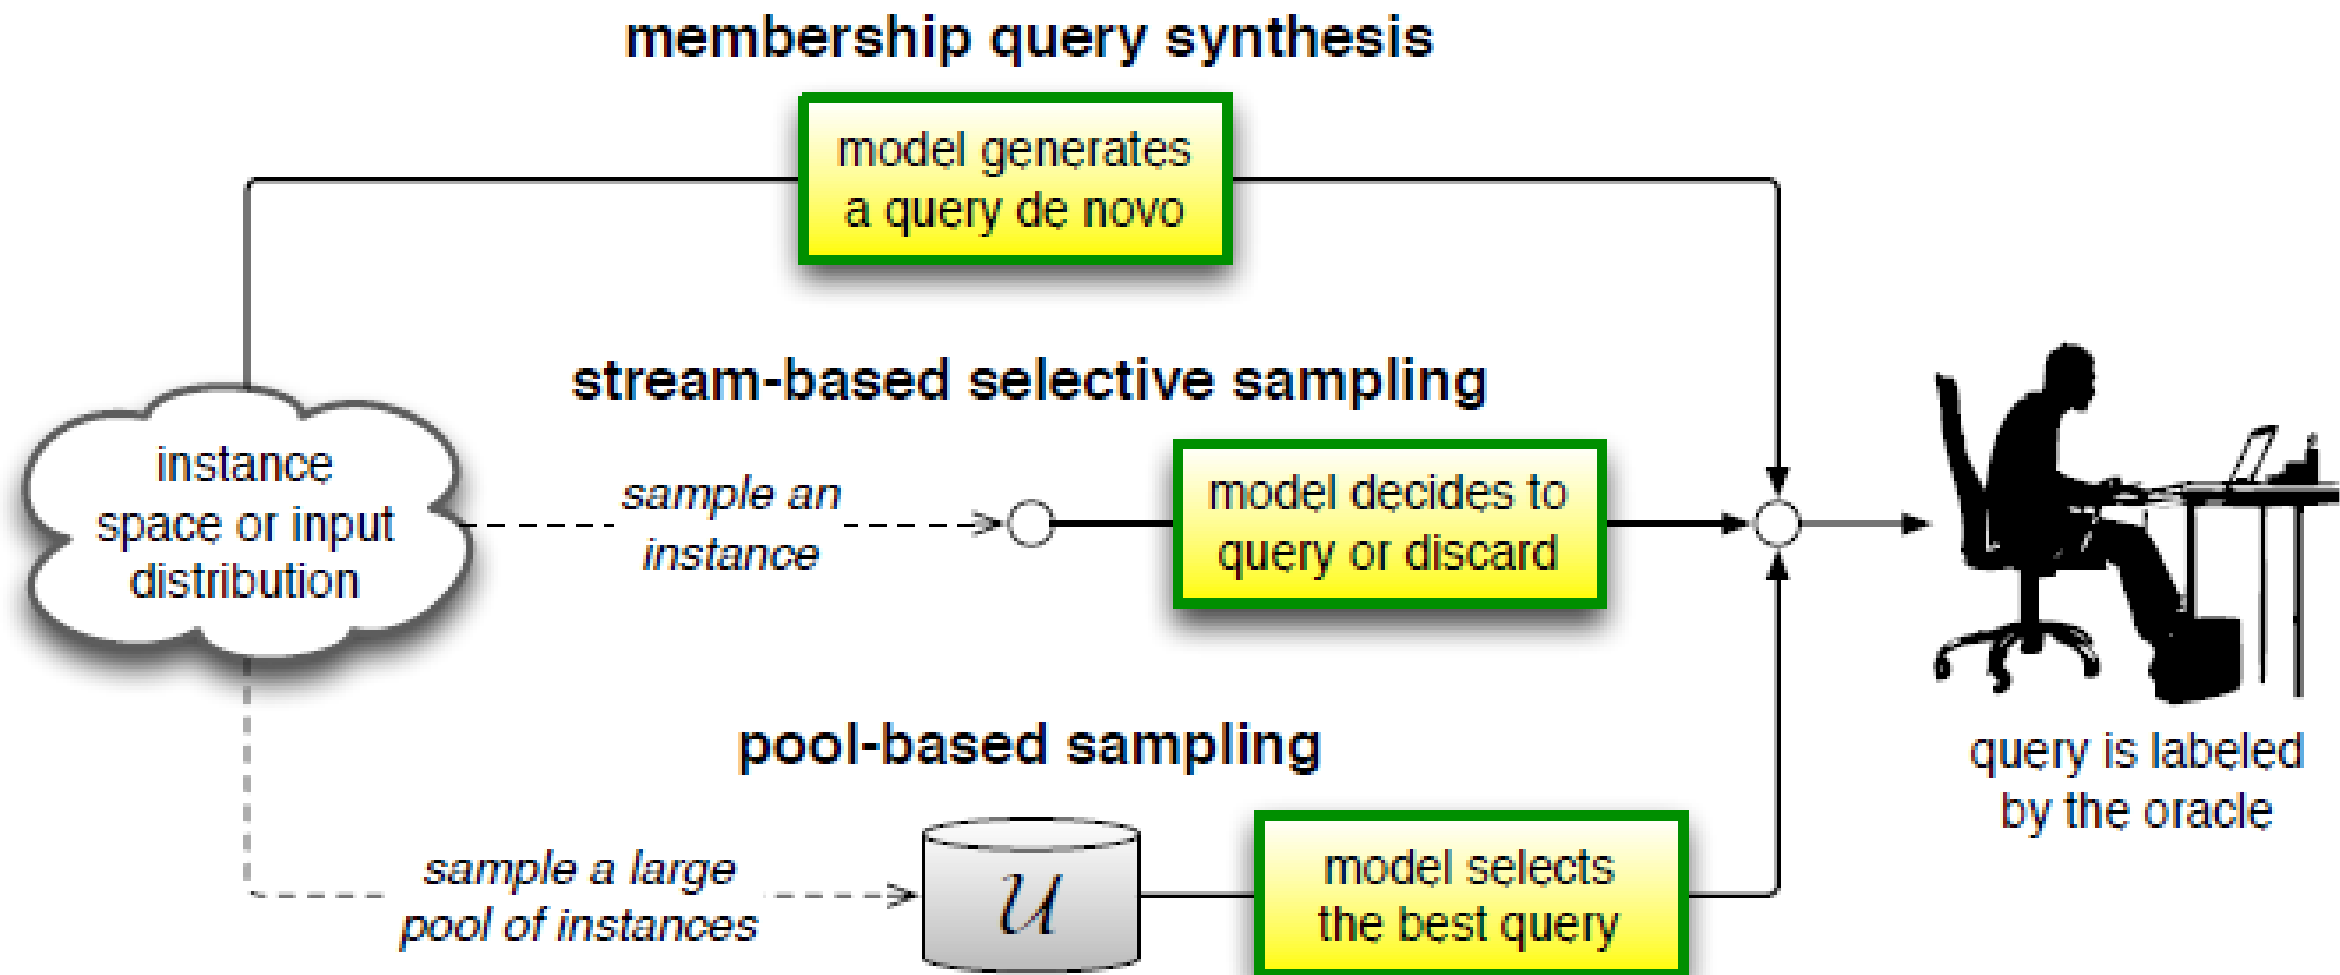 membership query synthesis
model generates
a query de novo
stream-based selective sampling
instance
space or input
distribution
sample an
instance
model decides to
query or discard
pool-based sampling
sample a large
pool of instances
U
model selects
the best query
query is labeled
by the oracle